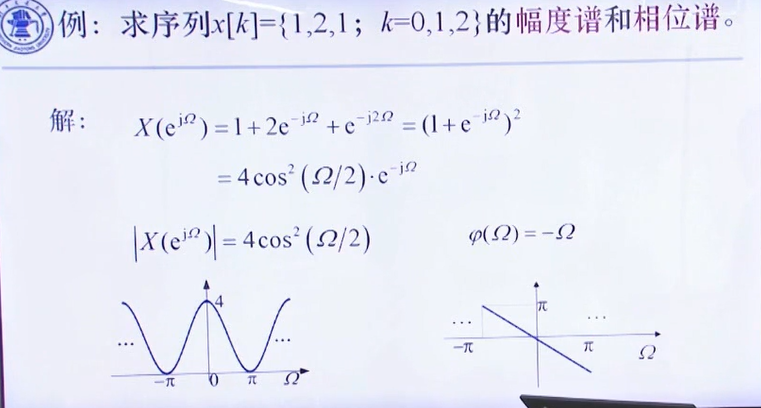 例：求序列x[k]={1,2,1；k=0,1,2}的幅度谱和相位谱。
解：
X(e^{jΩ})=1+2e^{-jΩ}+e^{-j2Ω}=(1+e^{-jΩ})²
=4cos²(Ω/2)·e^{-jΩ}
|X(e^{jΩ})|=4cos²(Ω/2)
φ(Ω)=−Ω
4
...
...
−π
0
π
Ω
π
...
...
−π
π
Ω